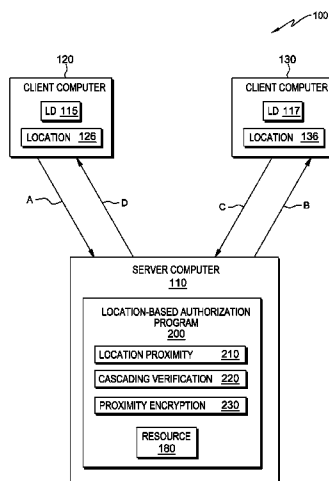 100
120
130
CLIENT COMPUTER
LD 115
LOCATION 126
CLIENT COMPUTER
LD 117
LOCATION 136
A
D
C
B
SERVER COMPUTER
110
LOCATION-BASED AUTHORIZATION
PROGRAM
200
LOCATION PROXIMITY 210
CASCADING VERIFICATION 220
PROXIMITY ENCRYPTION 230
RESOURCE
180